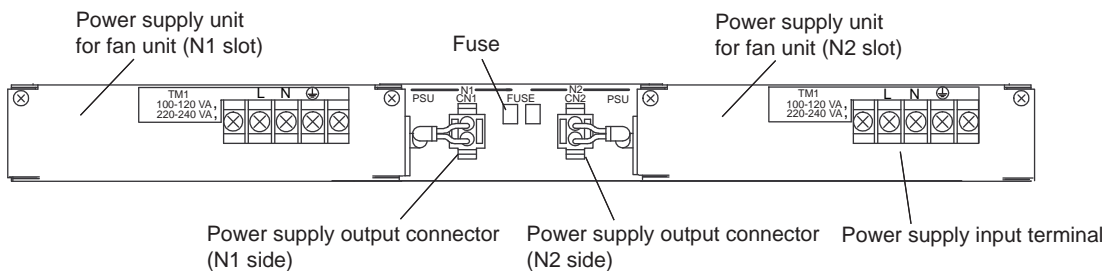 Power supply unit
for fan unit (N1 slot)
Fuse
Power supply unit
for fan unit (N2 slot)
TM1
100-120 VA,
220-240 VA,
L N
PSU
N1
CN1
FUSE
N2
CN2
PSU
TM1
100-120 VA,
220-240 VA,
L N
Power supply output connector
(N1 side)
Power supply output connector
(N2 side)
Power supply input terminal